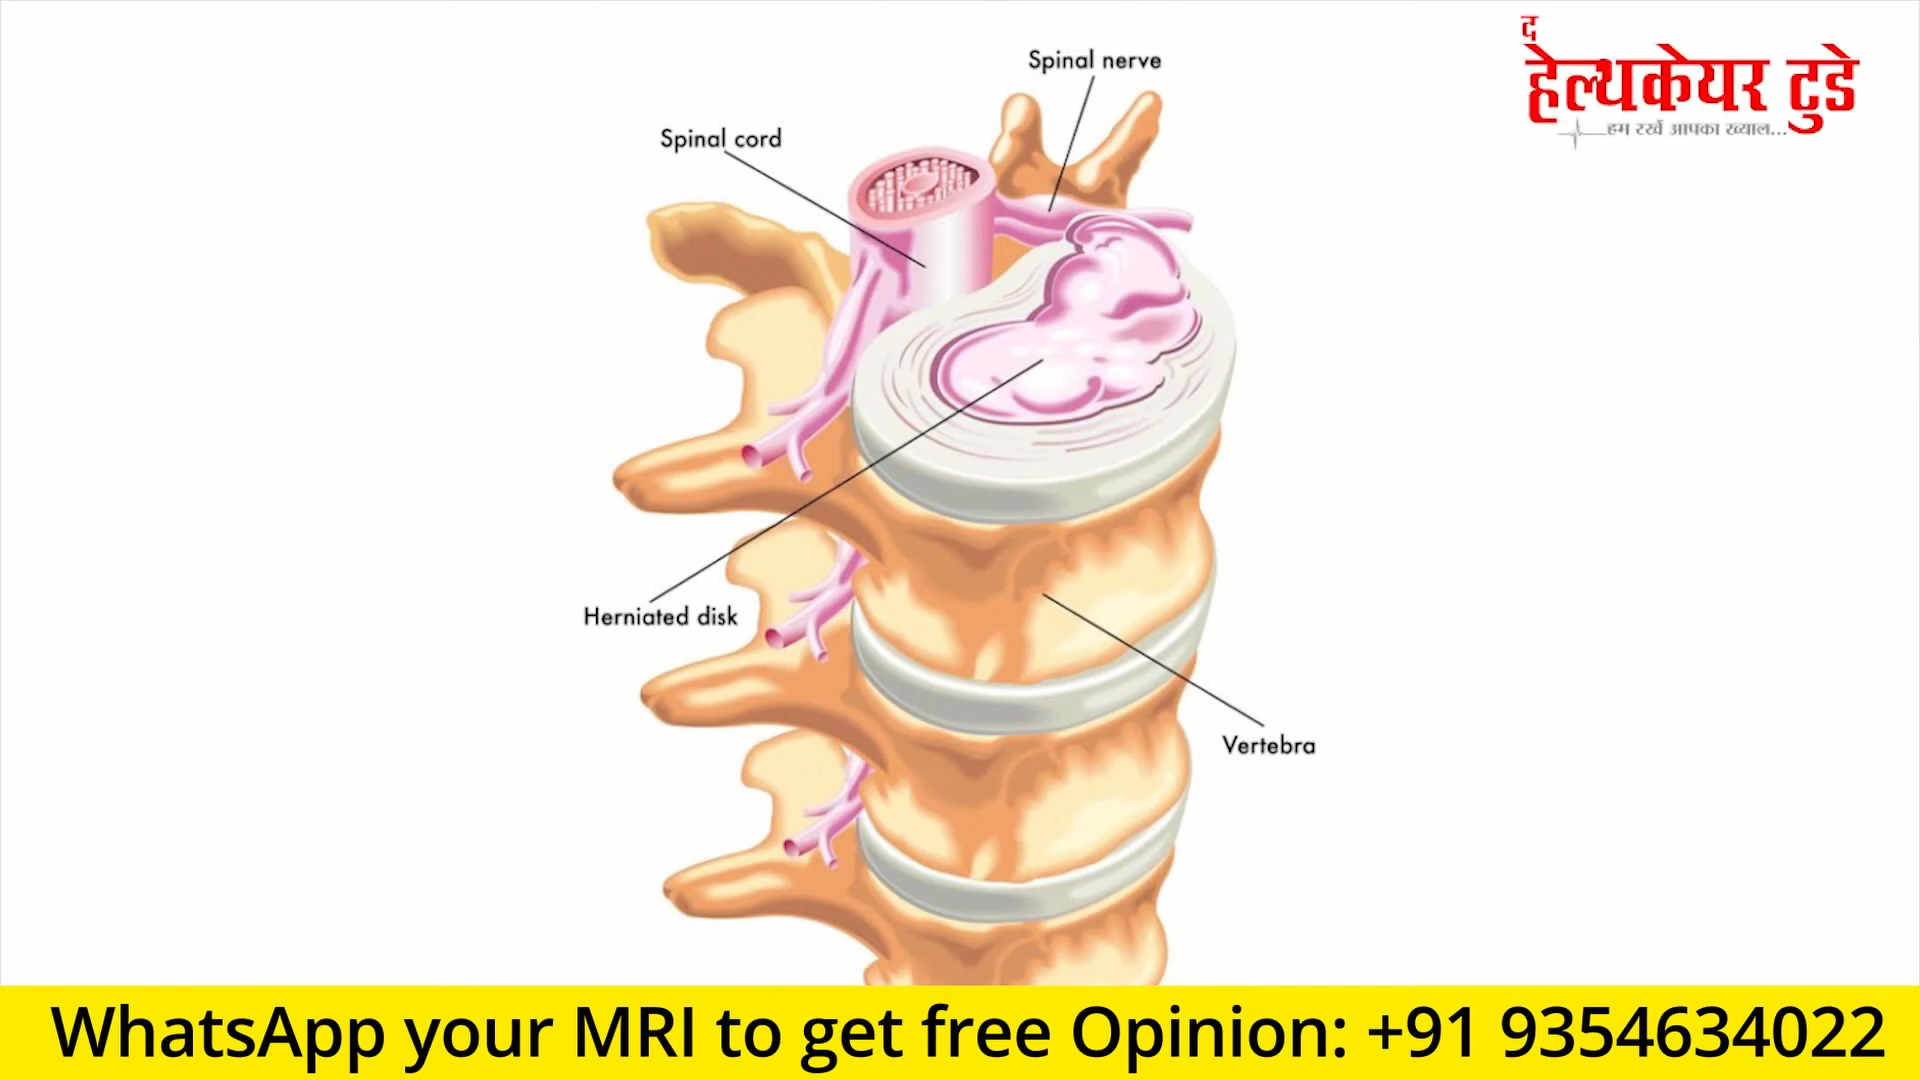 द
हेल्थकेयर टुडे
हम रखें आपका ख्याल...
Spinal nerve
Spinal cord
Herniated disk
Vertebra
WhatsApp your MRI to get free Opinion: +91 9354634022